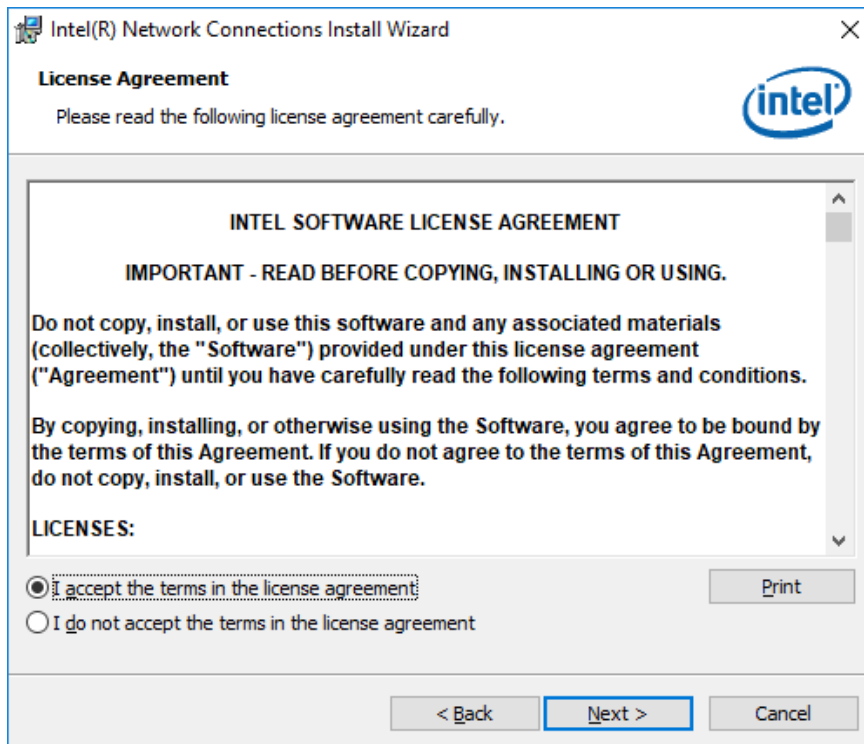 Intel(R) Network Connections Install Wizard
License Agreement
Please read the following license agreement carefully.
intel
INTEL SOFTWARE LICENSE AGREEMENT
IMPORTANT - READ BEFORE COPYING, INSTALLING OR USING.
Do not copy, install, or use this software and any associated materials
(collectively, the "Software") provided under this license agreement
("Agreement") until you have carefully read the following terms and conditions.
By copying, installing, or otherwise using the Software, you agree to be bound by
the terms of this Agreement. If you do not agree to the terms of this Agreement,
do not copy, install, or use the Software.
LICENSES:
I accept the terms in the license agreement
Print
I do not accept the terms in the license agreement
< Back
Next >
Cancel